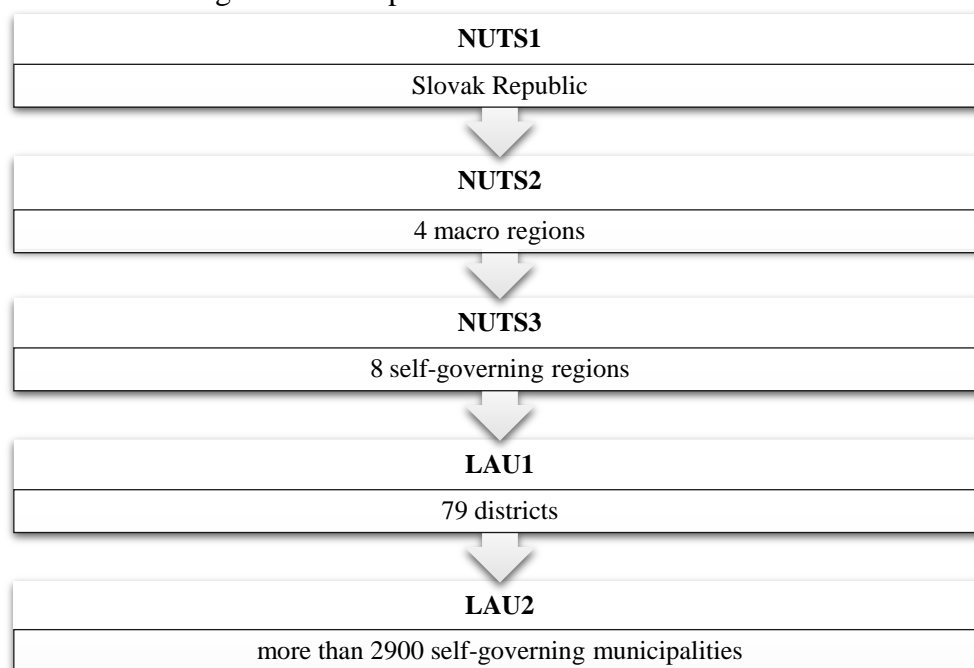 NUTS1
Slovak Republic
NUTS2
4 macro regions
NUTS3
8 self-governing regions
LAU1
79 districts
LAU2
more than 2900 self-governing municipalities